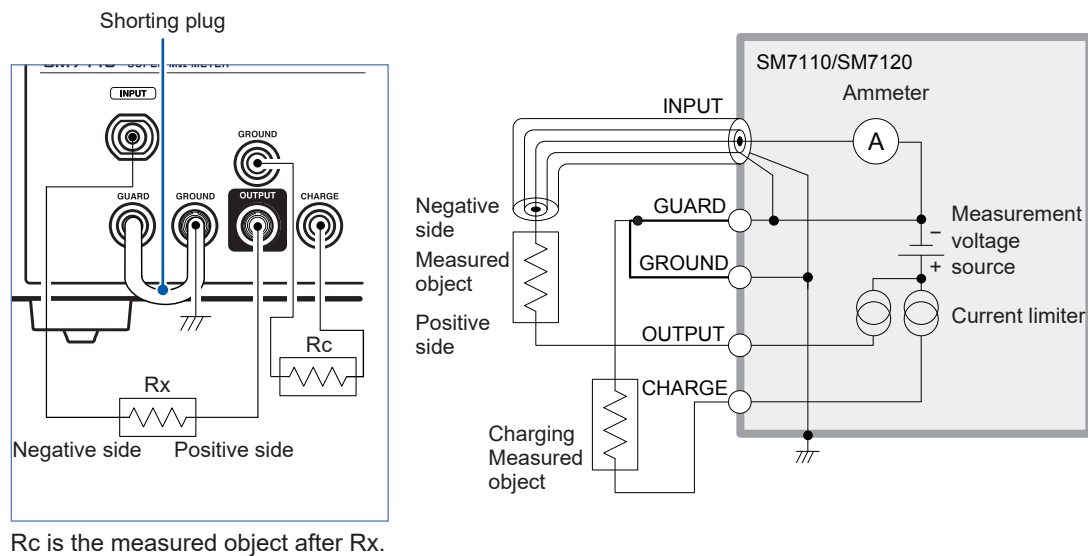 Shorting plug
INPUT
GROUND
GUARD
GROUND
OUTPUT
CHARGE
Rc
Rx
Negative side
Positive side
Rc is the measured object after Rx.
SM7110/SM7120
Ammeter
INPUT
A
Negative
side
GUARD
Measurement
voltage
source
−
+
Measured
object
GROUND
Positive
side
OUTPUT
Current limiter
CHARGE
Charging
Measured
object